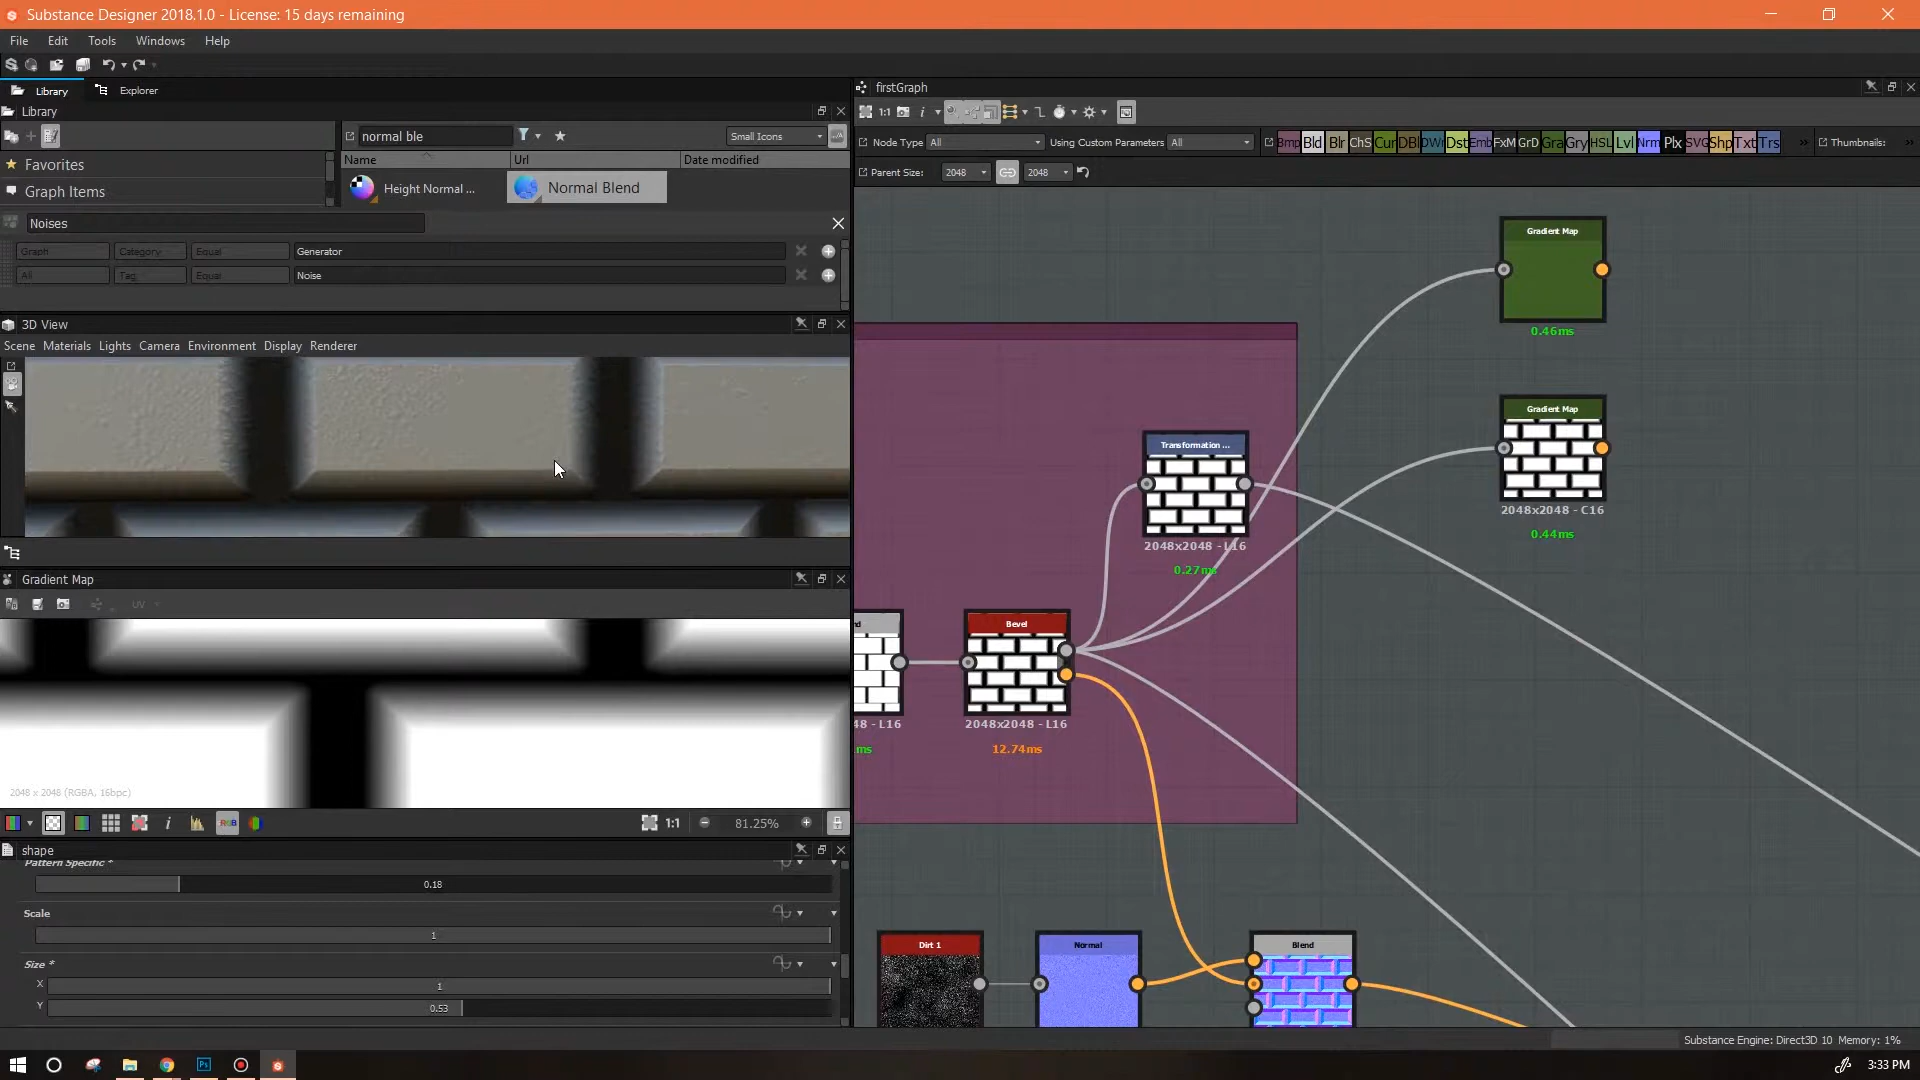 Substance Designer 2018.1.0 - License: 15 days remaining
File Edit Tools Windows Help
Library Explorer
Library
normal ble
Small Icons
Name Url Date modified
Favorites
Graph Items
Height Normal ...
Normal Blend
Noises
Graph Category Equal Generator
All Tag Equal Noise
3D View
Scene Materials Lights Camera Environment Display Renderer
Gradient Map
UV
2048 x 2048 (RGBA, 16bpc)
RGB
1:1
81.25%
shape
Pattern Specific *
0.18
Scale
1
Size *
X 1
Y 0.53
firstGraph
1:1
Node Type All Using Custom Parameters All
Bmp Bld Blr ChS Cur DBl DWr Dst Emb FxM GrD Gra Gry HSL Lvl Nrm Plx SVG Shp Txt Trs
Thumbnails:
Parent Size: 2048 2048
Gradient Map
0.46ms
Gradient Map
2048x2048 - C16
0.44ms
Transformation ...
2048x2048 - L16
0.27ms
nd
48 - L16
Bevel
2048x2048 - L16
12.74ms
Dirt 1
Normal
Blend
Substance Engine: Direct3D 10 Memory: 1%
3:33 PM